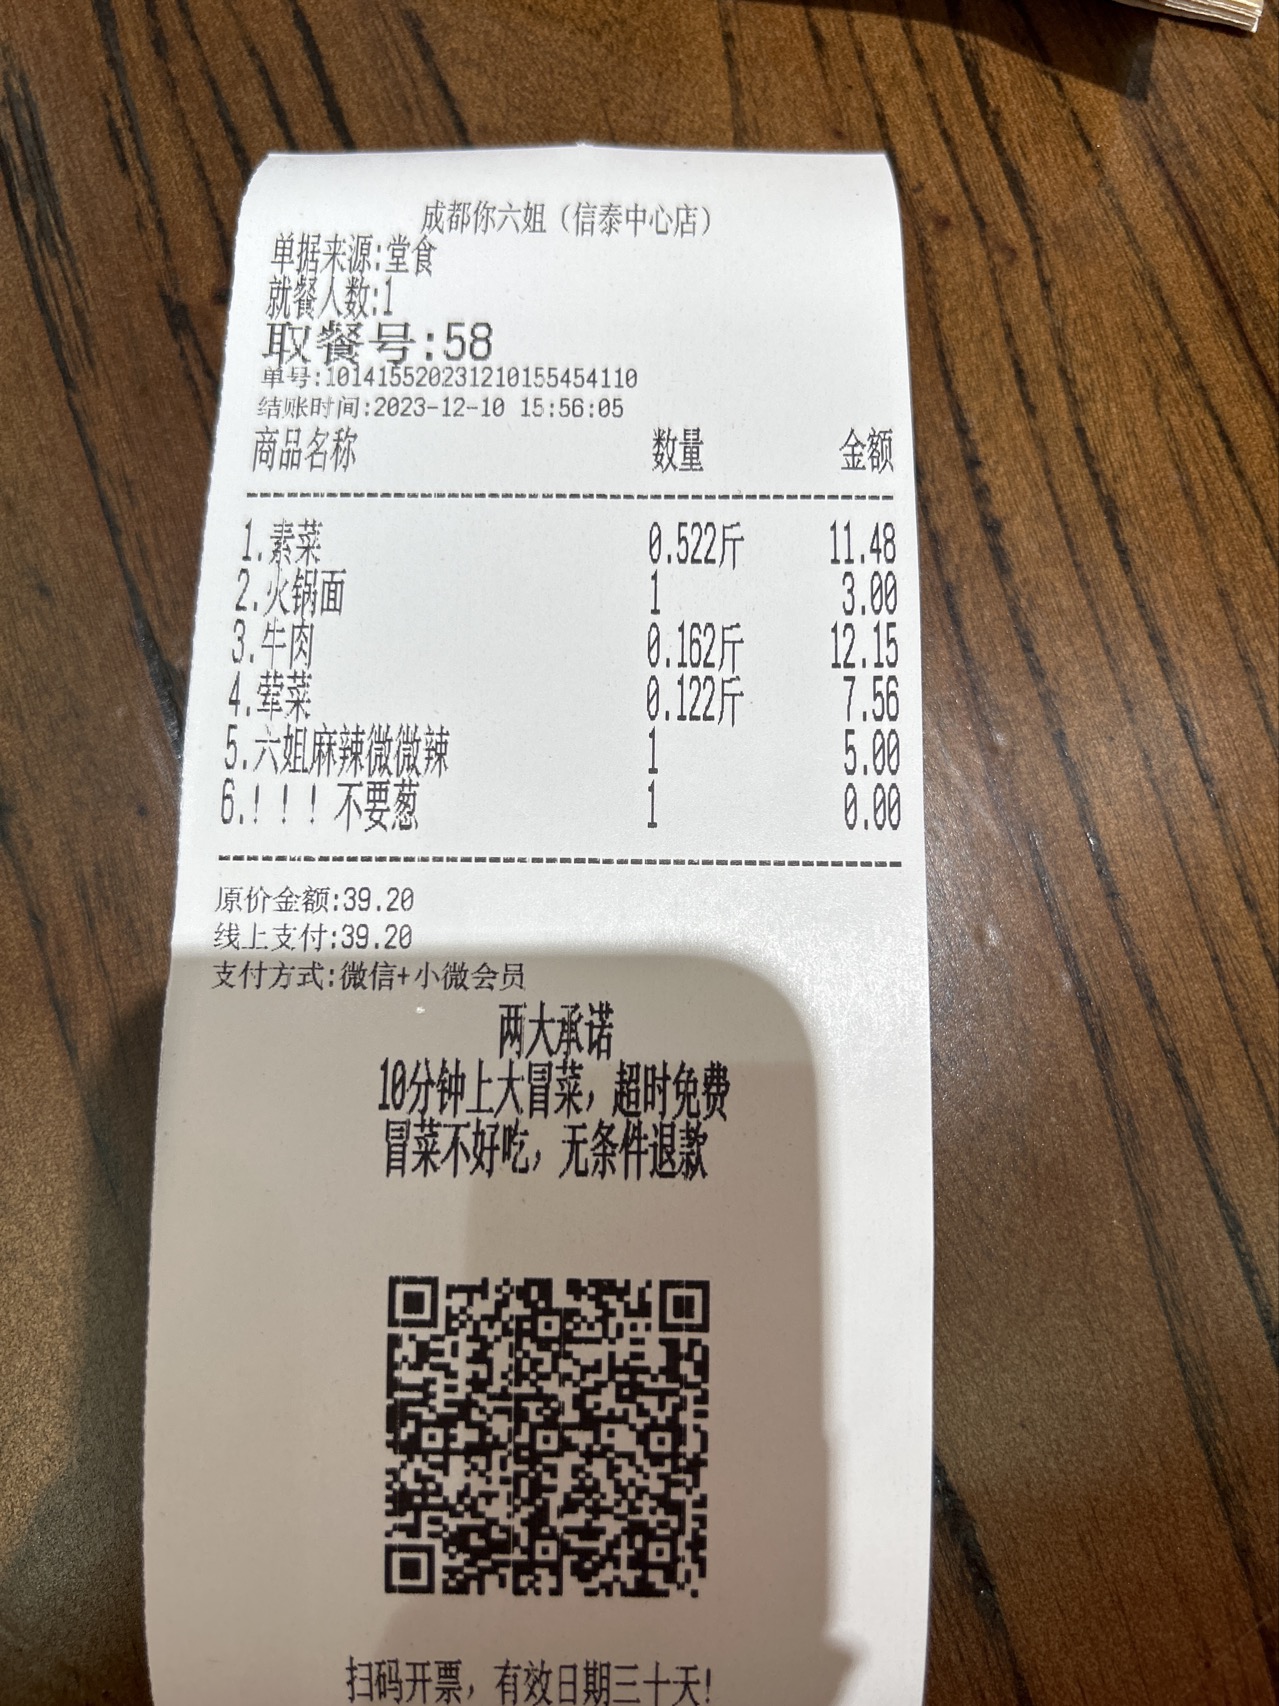 成都你六姐（信泰中心店）
单据来源:堂食
就餐人数:1
取餐号:58
单号:101415520231210155454110
结账时间:2023-12-10 15:56:05
商品名称 数量 金额
1.素菜 0.522斤 11.48
2.火锅面 1 3.00
3.牛肉 0.162斤 12.15
4.荤菜 0.122斤 7.56
5.六姐麻辣微微辣 1 5.00
6.！！！不要葱 1 0.00
原价金额:39.20
线上支付:39.20
支付方式:微信+小微会员
两大承诺
10分钟上大冒菜，超时免费
冒菜不好吃，无条件退款
扫码开票，有效日期三十天!